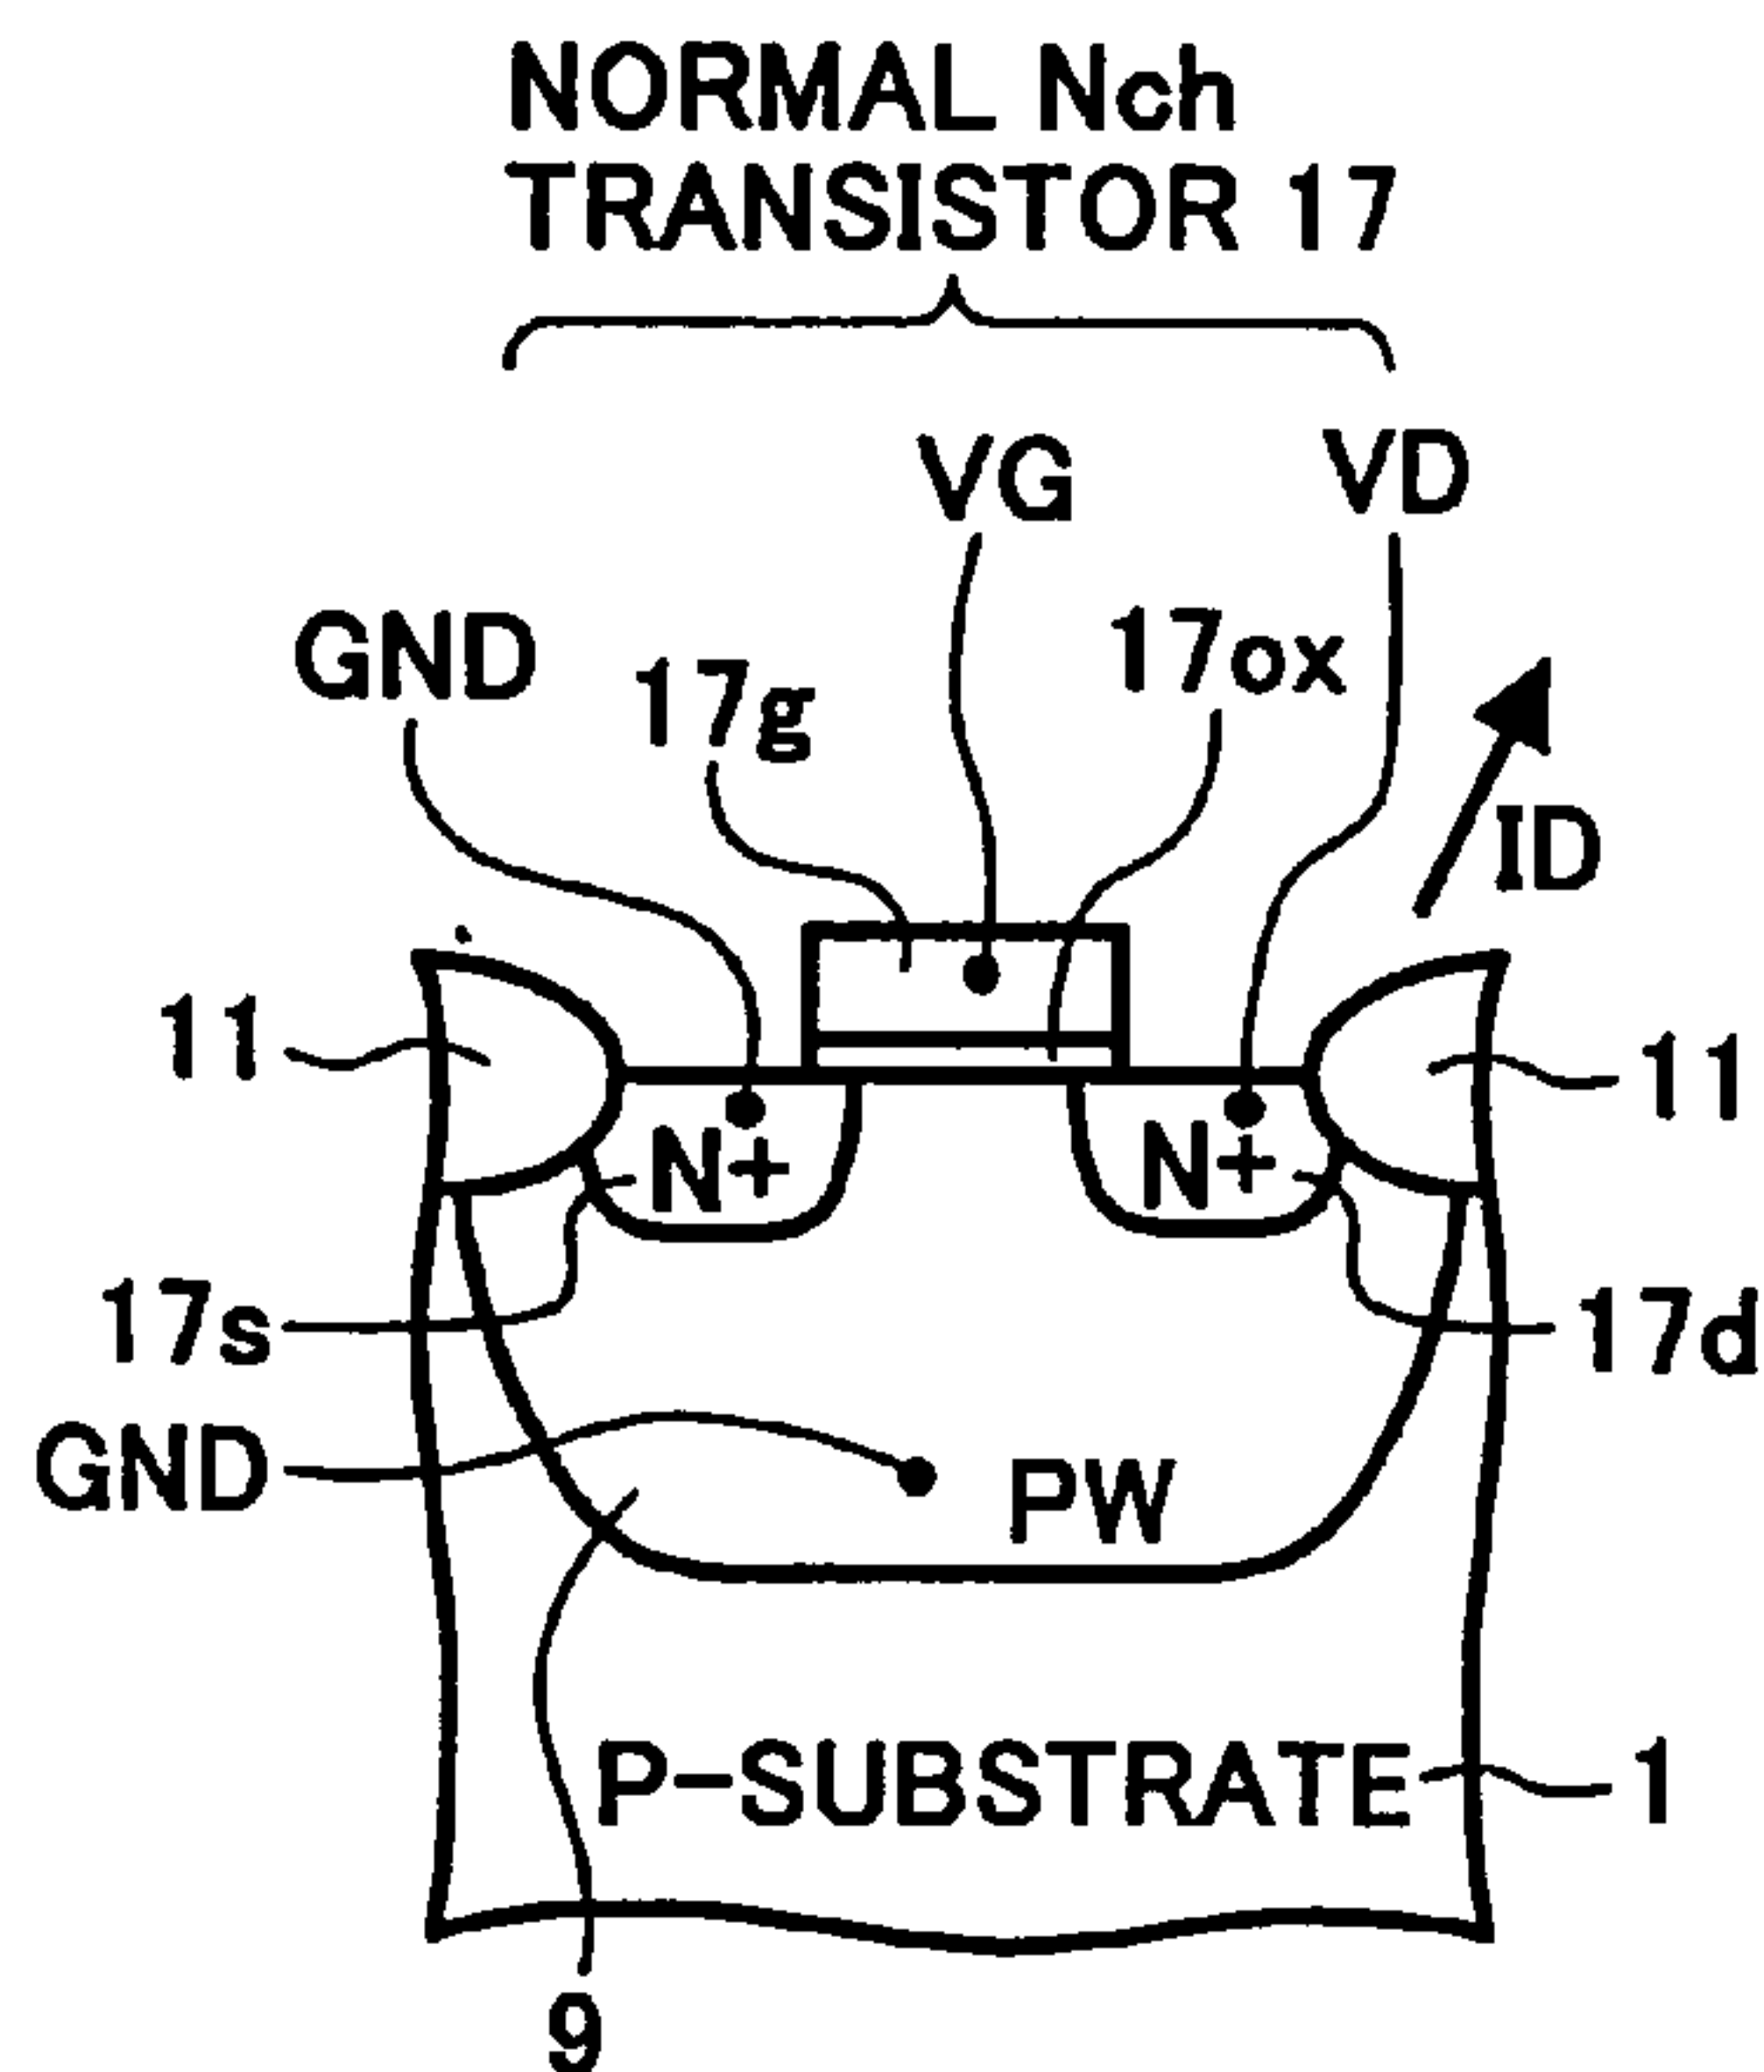 NORMAL Nch
TRANSISTOR 17
VG
VD
GND
17g
17ox
ID
11
11
N+
N+
17s
17d
GND
PW
P-SUBSTRATE
1
9